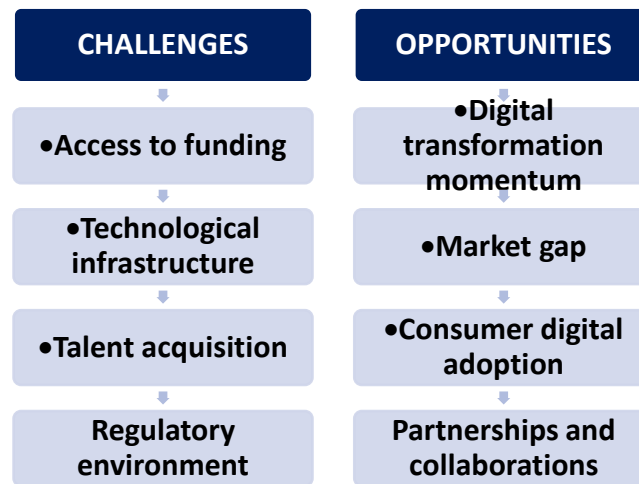 CHALLENGES
•Access to funding
•Technological
infrastructure
•Talent acquisition
Regulatory
environment
OPPORTUNITIES
•Digital
transformation
momentum
•Market gap
•Consumer digital
adoption
Partnerships and
collaborations